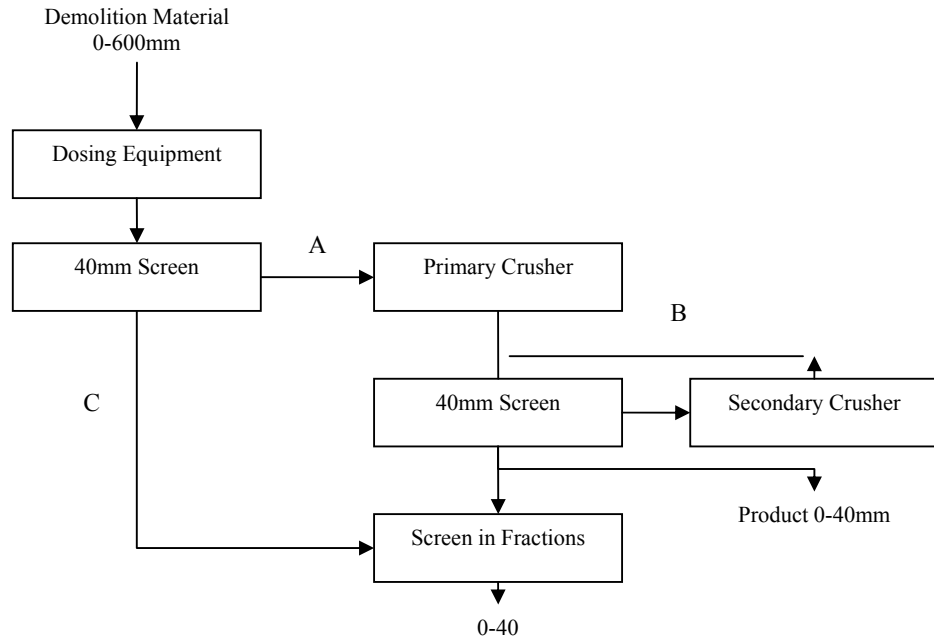 Demolition Material
0-600mm
Dosing Equipment
40mm Screen
A
Primary Crusher
B
C
40mm Screen
Secondary Crusher
Product 0-40mm
Screen in Fractions
0-40